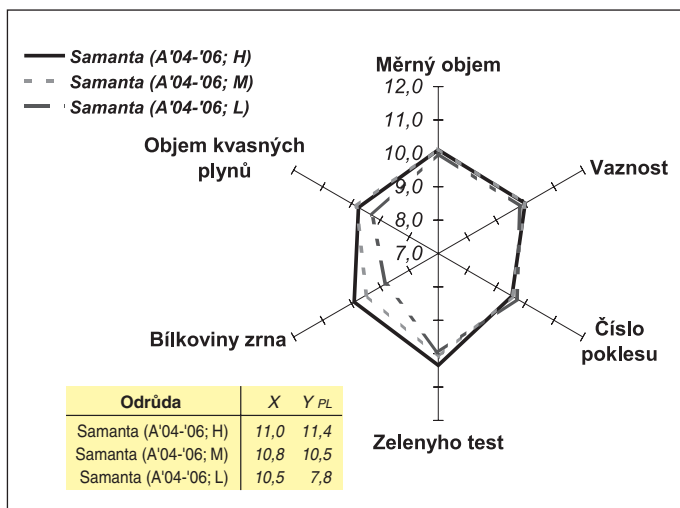 Samanta (A'04-'06; H)
Samanta (A'04-'06; M)
Samanta (A'04-'06; L)
Měrný objem
12,0
11,0
10,0
9,0
8,0
7,0
Objem kvasných
plynů
Vaznost
Bílkoviny zrna
Číslo
poklesu
Zelenyho test
Odrůda X Y PL
Samanta (A'04-'06; H) 11,0 11,4
Samanta (A'04-'06; M) 10,8 10,5
Samanta (A'04-'06; L) 10,5 7,8